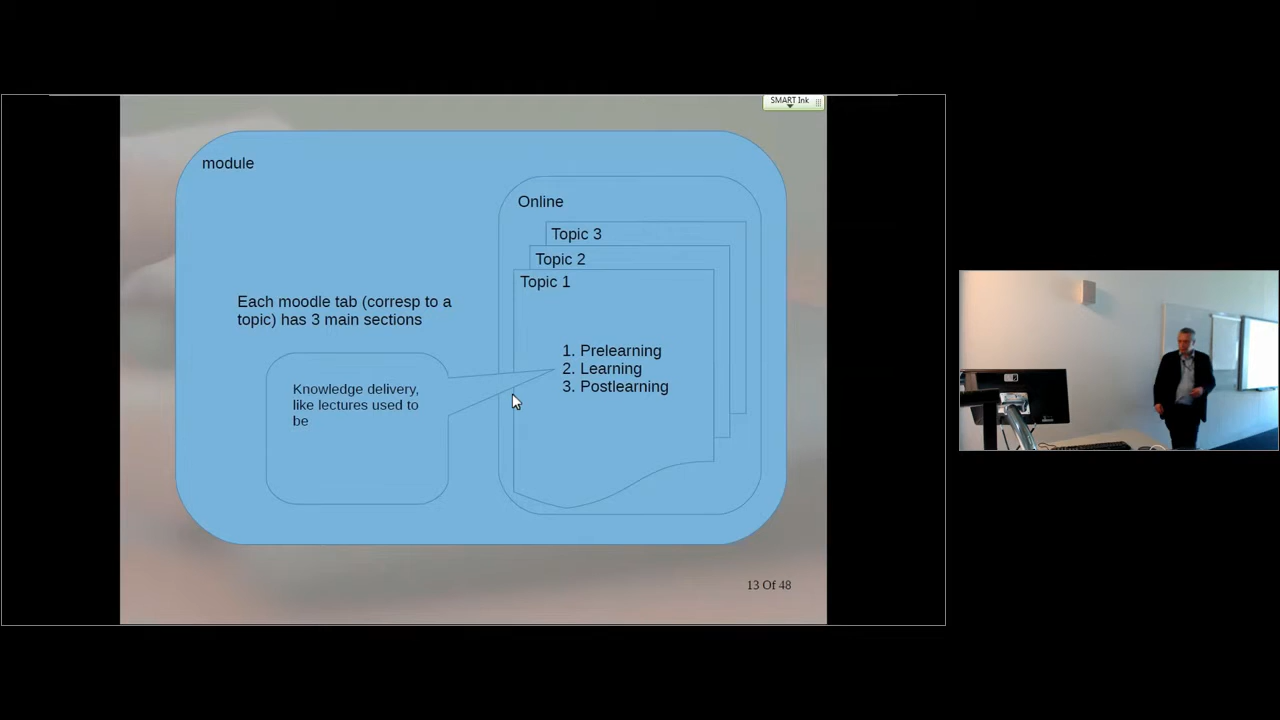 SMART Ink
module
Online
Topic 3
Topic 2
Topic 1
Each moodle tab (corresp to a
topic) has 3 main sections
1. Prelearning
2. Learning
3. Postlearning
Knowledge delivery,
like lectures used to
be
13 Of 48